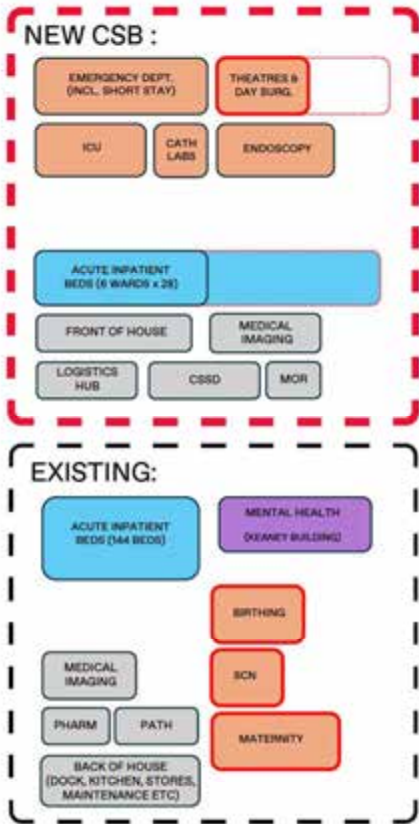 NEW CSB :
EMERGENCY DEPT.
(INCL. SHORT STAY)
THEATRES &
DAY SURG.
ICU
CATH
LABS
ENDOSCOPY
ACUTE INPATIENT
BEDS (6 WARDS x 28)
FRONT OF HOUSE
MEDICAL
IMAGING
LOGISTICS
HUB
CSSD
MOR
EXISTING:
ACUTE INPATIENT
BEDS (144 BEDS)
MENTAL HEALTH
(KEANEY BUILDING)
BIRTHING
SCN
MEDICAL
IMAGING
PHARM
PATH
MATERNITY
BACK OF HOUSE
(DOCK, KITCHEN, STORES,
MAINTENANCE ETC)